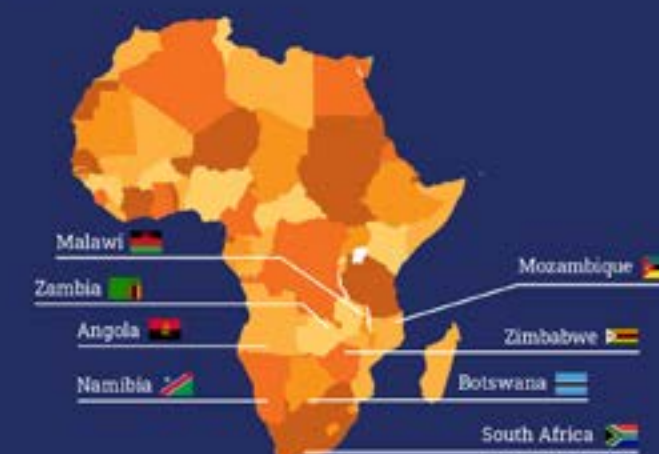 Malawi
Mozambique
Zambia
Angola
Zimbabwe
Namibia
Botswana
South Africa